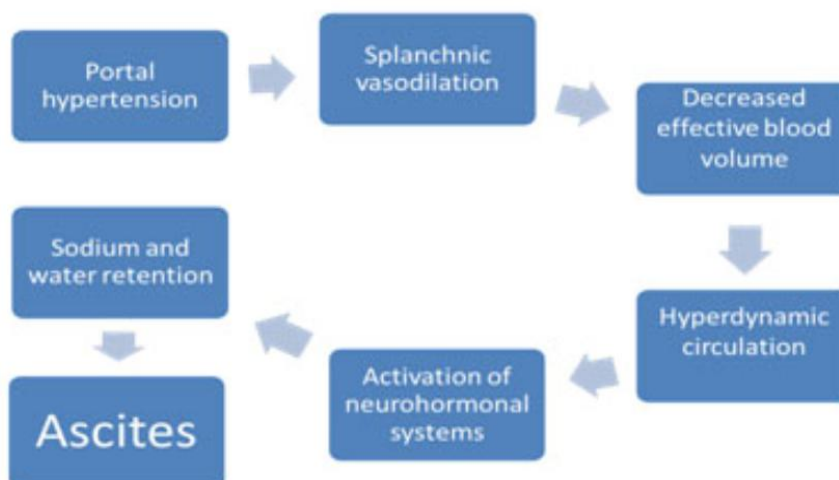 Portal
hypertension
Splanchnic
vasodilation
Decreased
effective blood
volume
Hyperdynamic
circulation
Activation of
neurohormonal
systems
Sodium and
water retention
Ascites